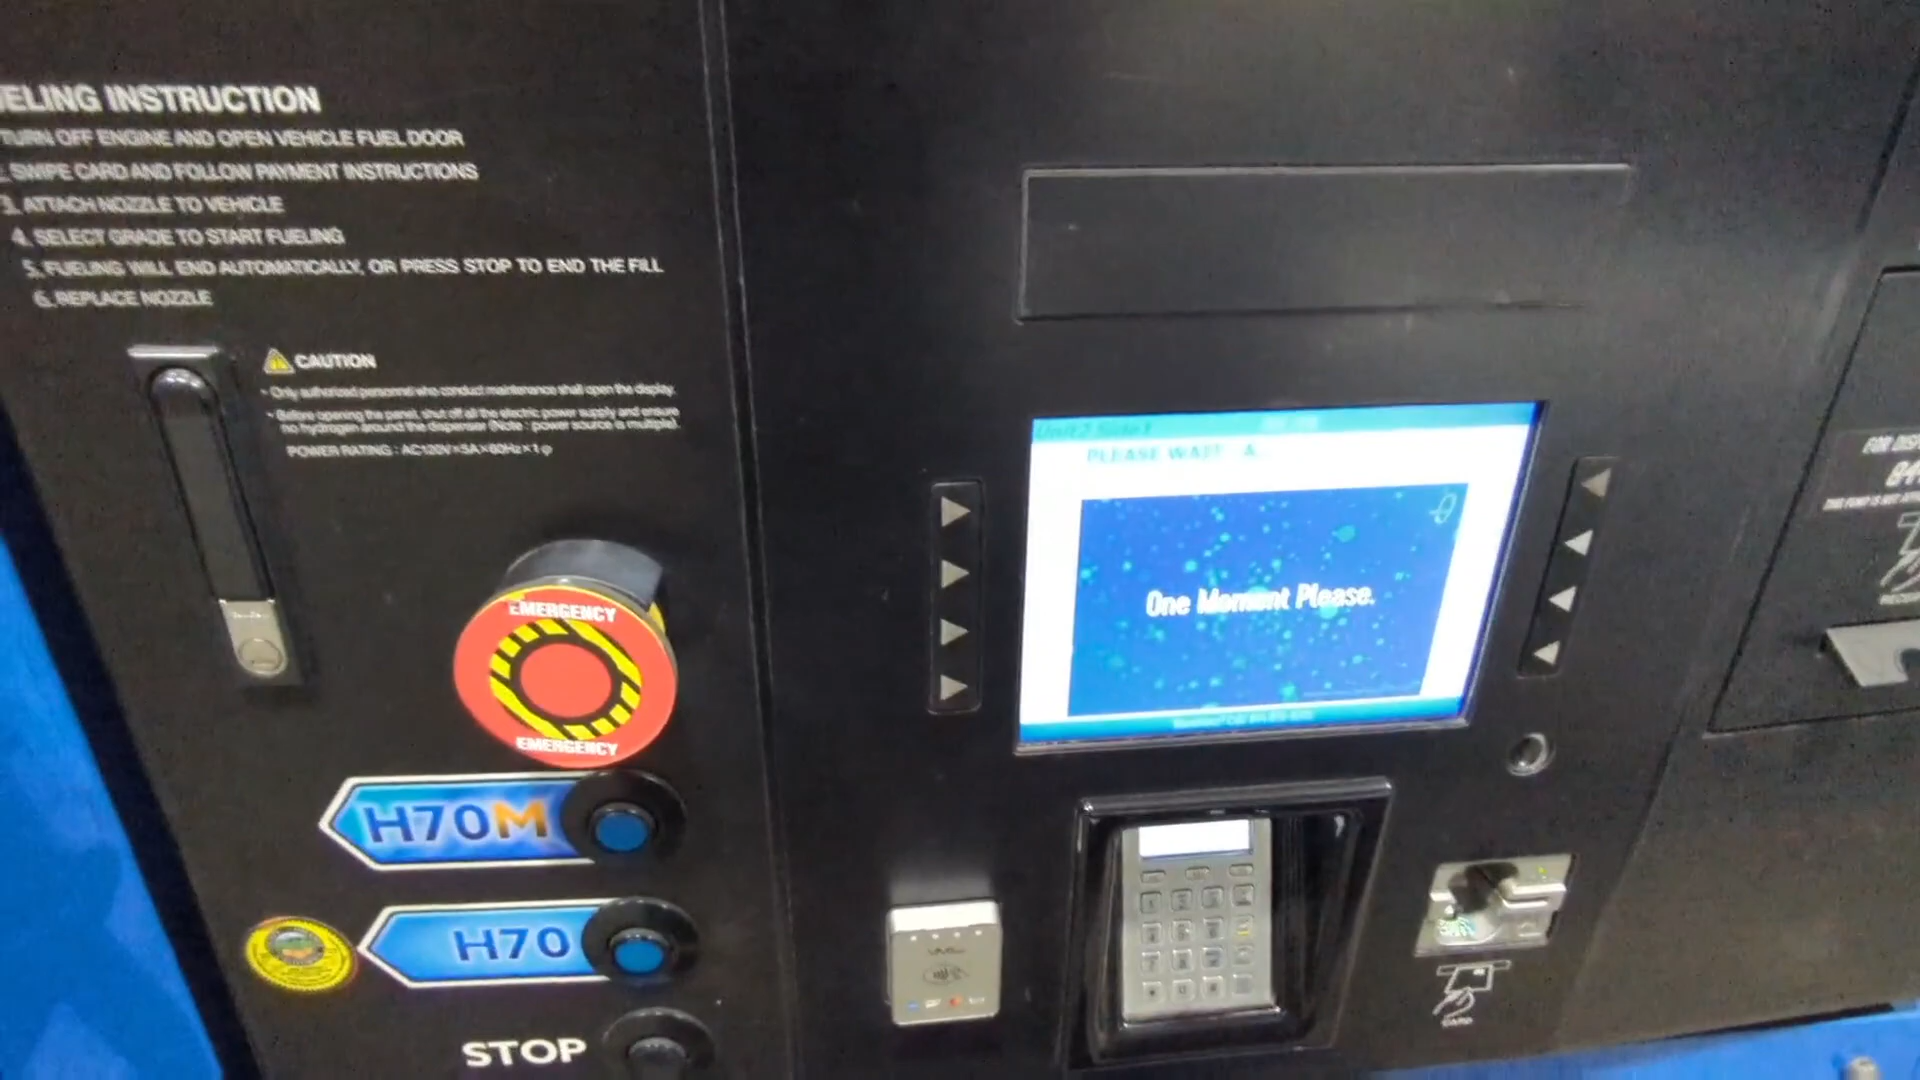 ELING INSTRUCTION
TURN OFF ENGINE AND OPEN VEHICLE FUEL DOOR
SWIPE CARD AND FOLLOW PAYMENT INSTRUCTIONS
3. ATTACH NOZZLE TO VEHICLE
4. SELECT GRADE TO START FUELING
5. FUELING WILL END AUTOMATICALLY, OR PRESS STOP TO END THE FILL
6. REPLACE NOZZLE
CAUTION
* Only authorized personnel who conduct maintenance shall open the display.
* Before opening the panel, shut off all the electric power supply and ensure
no hydrogen around the dispenser (Note : power source is multiple).
POWER RATING : AC120V×5A×60Hz×1φ
EMERGENCY
EMERGENCY
H70M
H70
STOP
Unit 2 Side 1
PLEASE WAIT
One Moment Please.
CARD
FOR DIS